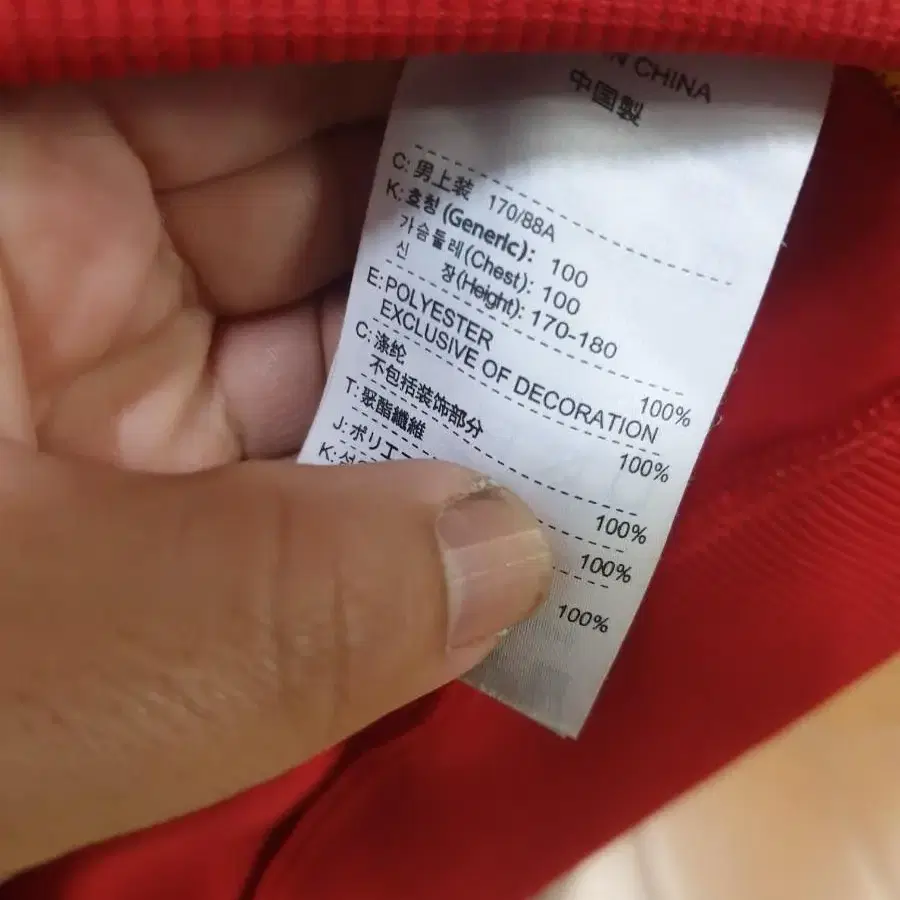 N CHINA
中国製
C: 男上装 170/88A
K: 호칭 (Generic): 100
가슴둘레(Chest): 100
신 장(Height): 170-180
E: POLYESTER 100%
EXCLUSIVE OF DECORATION
C: 涤纶 100%
不包括装饰部分
T: 聚酯纖維 100%
J: ポリエ 100%
K: 100%